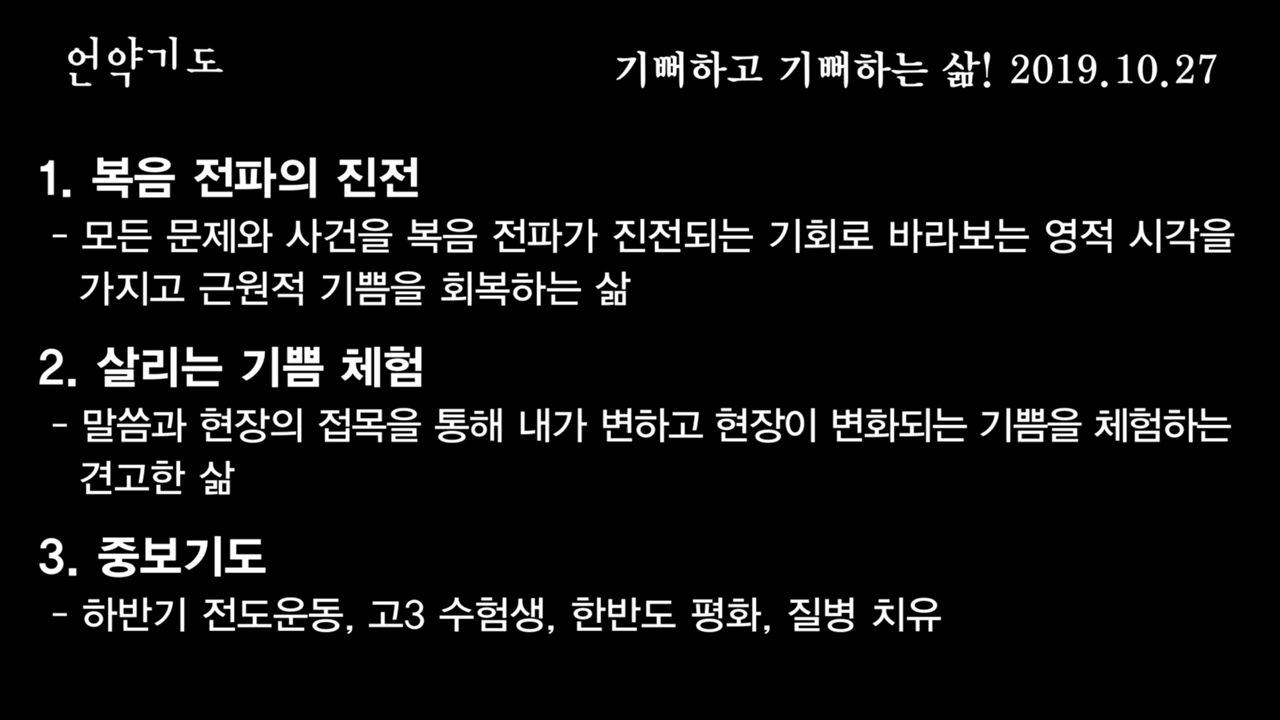 언약기도
기뻐하고 기뻐하는 삶! 2019.10.27
1. 복음 전파의 진전
- 모든 문제와 사건을 복음 전파가 진전되는 기회로 바라보는 영적 시각을
가지고 근원적 기쁨을 회복하는 삶
2. 살리는 기쁨 체험
- 말씀과 현장의 접목을 통해 내가 변하고 현장이 변화되는 기쁨을 체험하는
견고한 삶
3. 중보기도
- 하반기 전도운동, 고3 수험생, 한반도 평화, 질병 치유